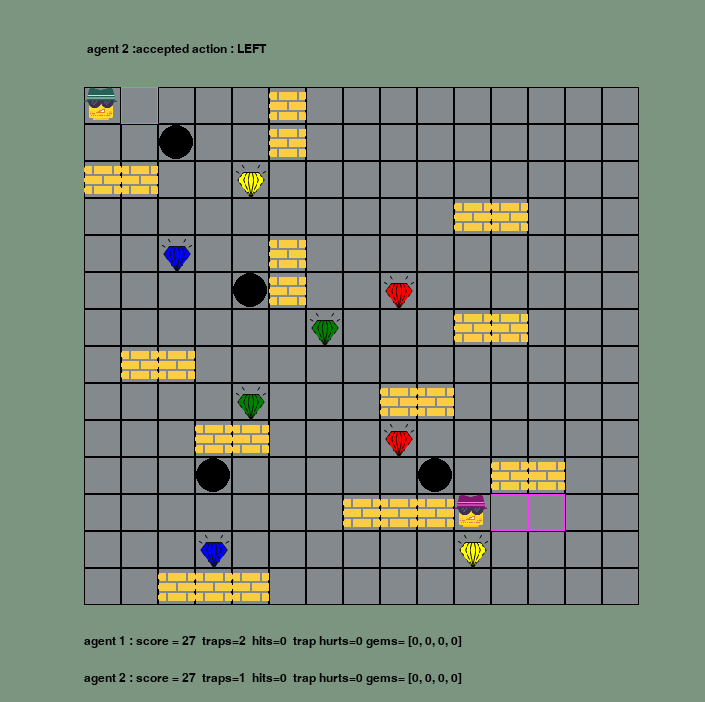 agent 2 :accepted action : LEFT
agent 1 : score = 27  traps=2  hits=0  trap hurts=0 gems= [0, 0, 0, 0]
agent 2 : score = 27  traps=1  hits=0  trap hurts=0 gems= [0, 0, 0, 0]